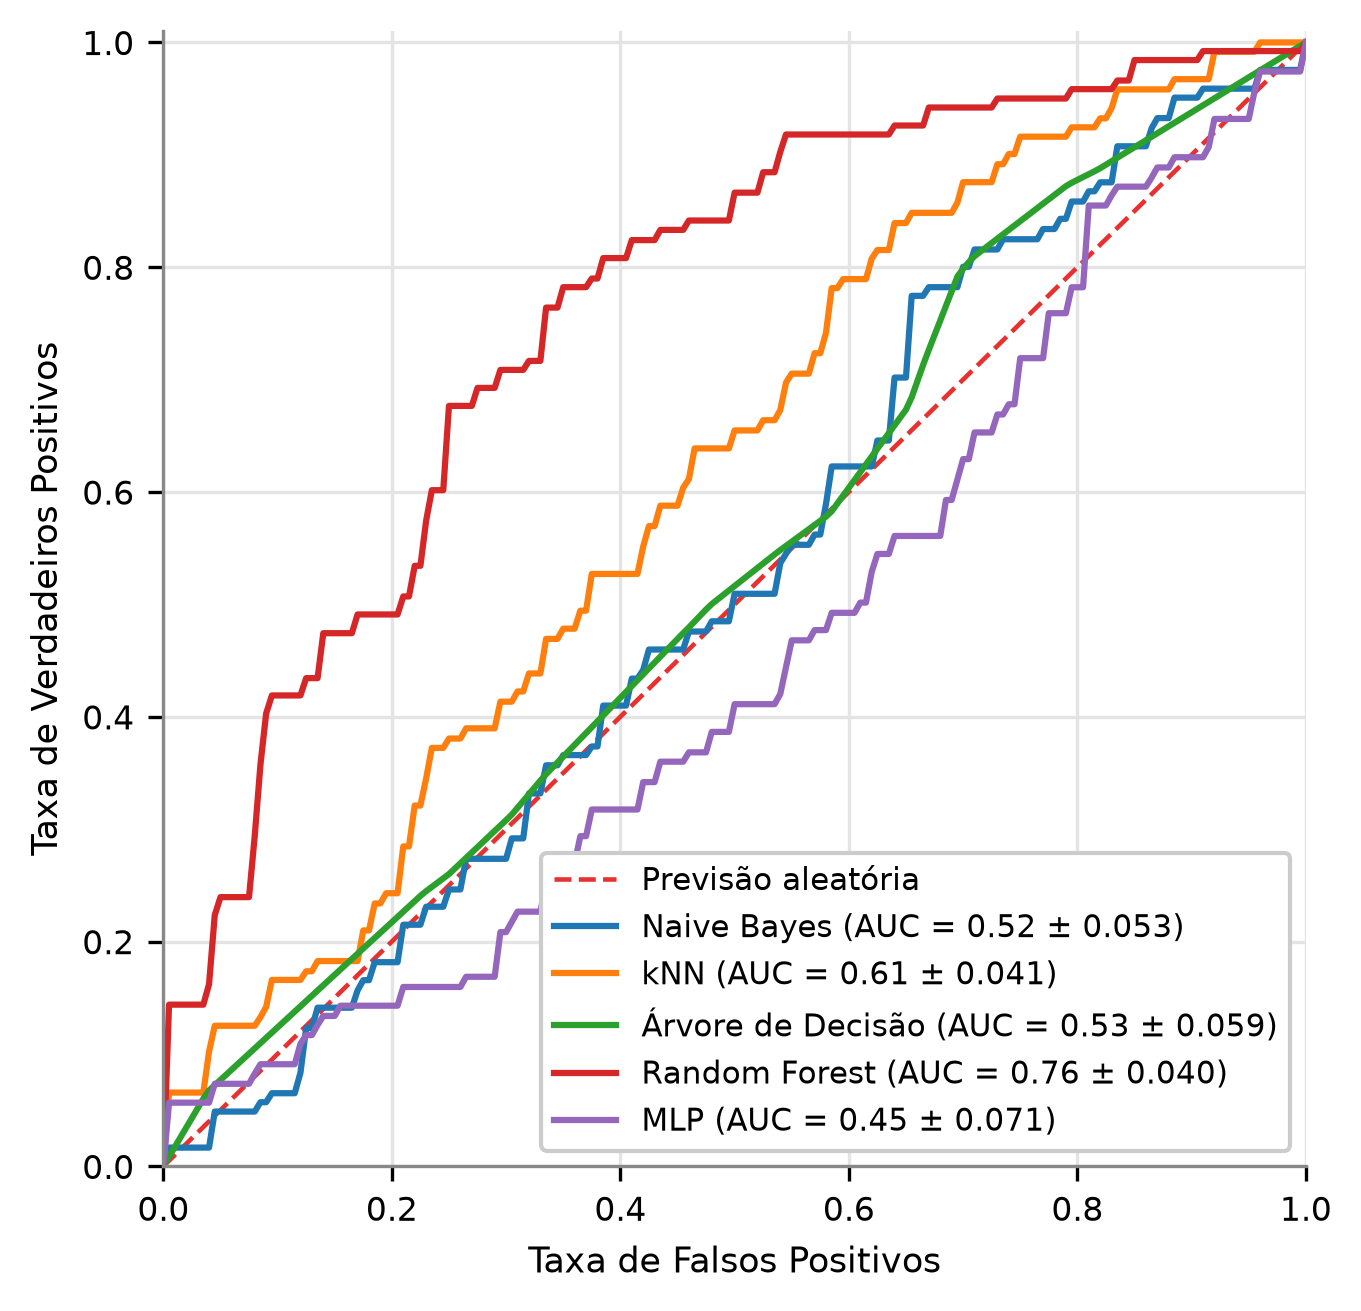 1.0
0.8
0.6
0.4
0.2
0.0
Taxa de Verdadeiros Positivos
Previsão aleatória
Naive Bayes (AUC = 0.52 ± 0.053)
kNN (AUC = 0.61 ± 0.041)
Árvore de Decisão (AUC = 0.53 ± 0.059)
Random Forest (AUC = 0.76 ± 0.040)
MLP (AUC = 0.45 ± 0.071)
0.0 0.2 0.4 0.6 0.8 1.0
Taxa de Falsos Positivos